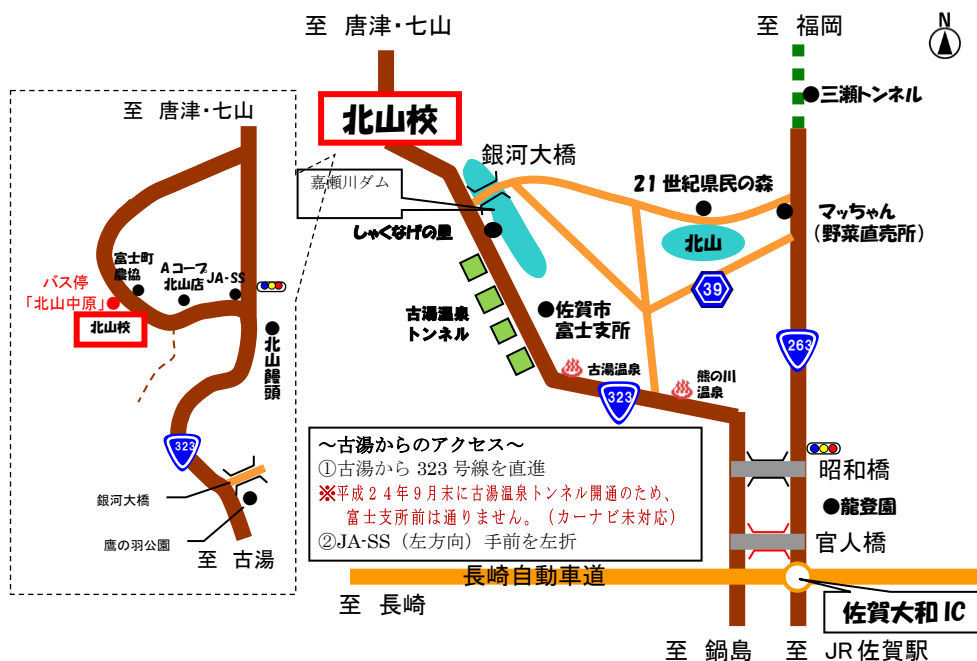 至 唐津・七山
至 福岡
N
三瀬トンネル
北山校
銀河大橋
嘉瀬川ダム
21世紀県民の森
マッちゃん
（野菜直売所）
しゃくなげの里
北山
39
古湯温泉
トンネル
佐賀市
富士支所
263
古湯温泉
熊の川
温泉
323
～古湯からのアクセス～
①古湯から 323 号線を直進
※平成２４年９月末に古湯温泉トンネル開通のため、
富士支所前は通りません。（カーナビ未対応）
②JA-SS（左方向）手前を左折
昭和橋
龍登園
官人橋
長崎自動車道
至 長崎
佐賀大和IC
至 鍋島
至 JR佐賀駅
至 唐津・七山
富士町
農協
Aコープ
北山店
JA-SS
バス停
「北山中原」
北山校
北山饅頭
323
銀河大橋
鷹の羽公園
至 古湯